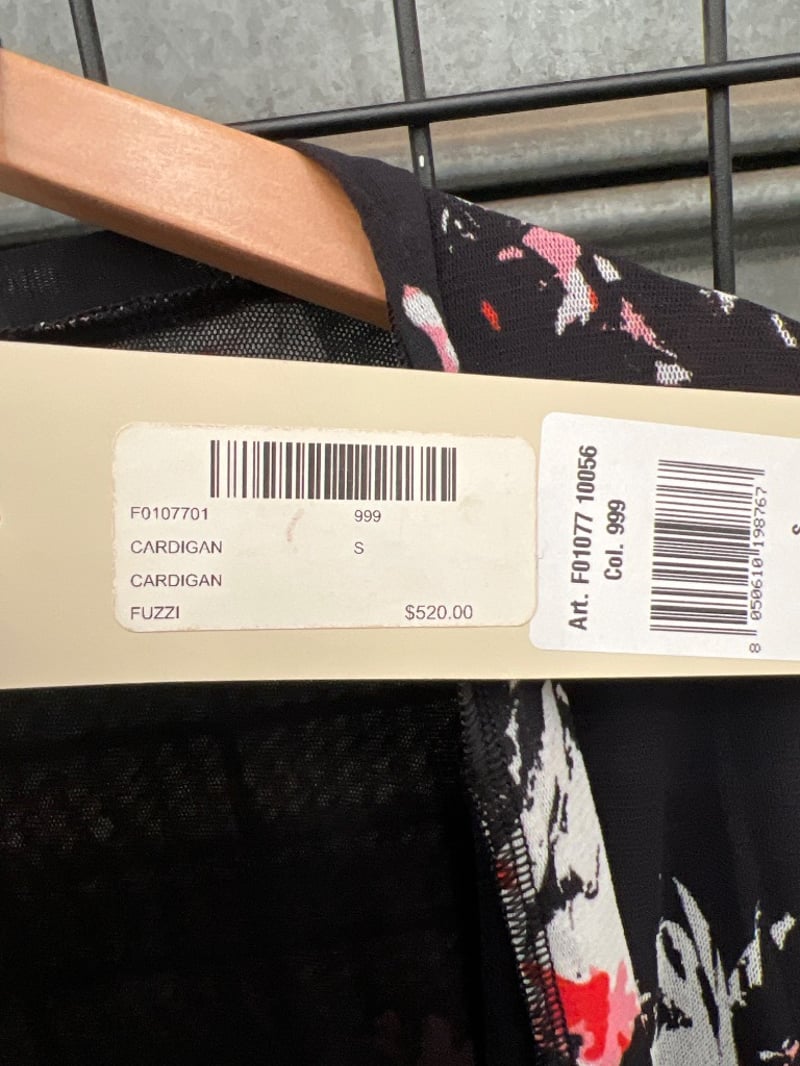 F0107701 999
CARDIGAN S
CARDIGAN
FUZZI $520.00
Art. F01077 10056
Col. 999
8 050610 198767
S